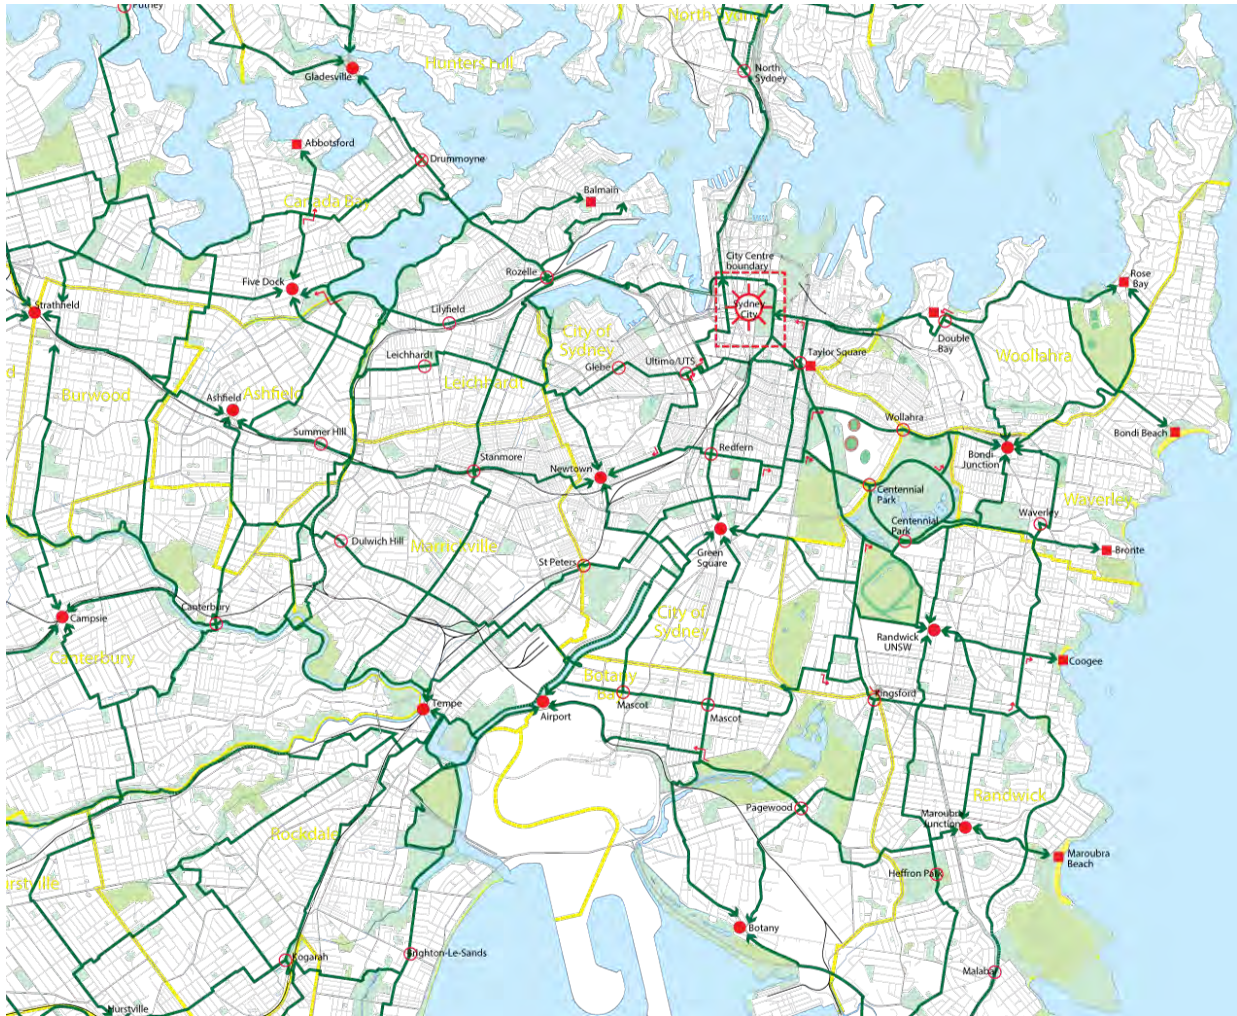 Putney
North Sydney
Hunters Hill
Gladesville
North
Sydney
Abbotsford
Drummoyne
Balmain
Canada Bay
City Centre
boundary
Rozelle
Five Dock
Rose
Bay
Strathfield
Sydney
City
Lilyfield
City of
Sydney
Double
Bay
Leichhardt
Ultimo/UTS
Taylor Square
Woollahra
Glebe
Leichhardt
Burwood
Ashfield
Ashfield
Wollahra
Summer Hill
Bondi Beach
Redfern
Bondi
Junction
Stanmore
Newtown
Centennial
Park
Waverley
Waverley
Centennial
Park
Dulwich Hill
Marrickville
Green
Square
Bronte
St Peters
Canterbury
City of
Sydney
Campsie
Randwick
UNSW
Canterbury
Coogee
Botany
Bay
Kingsford
Tempe
Mascot
Airport
Mascot
Randwick
Pagewood
Maroubra
Junction
Rockdale
Maroubra
Beach
Heffron Park
Botany
Brighton-Le-Sands
Kogarah
Malabar
Hurstville